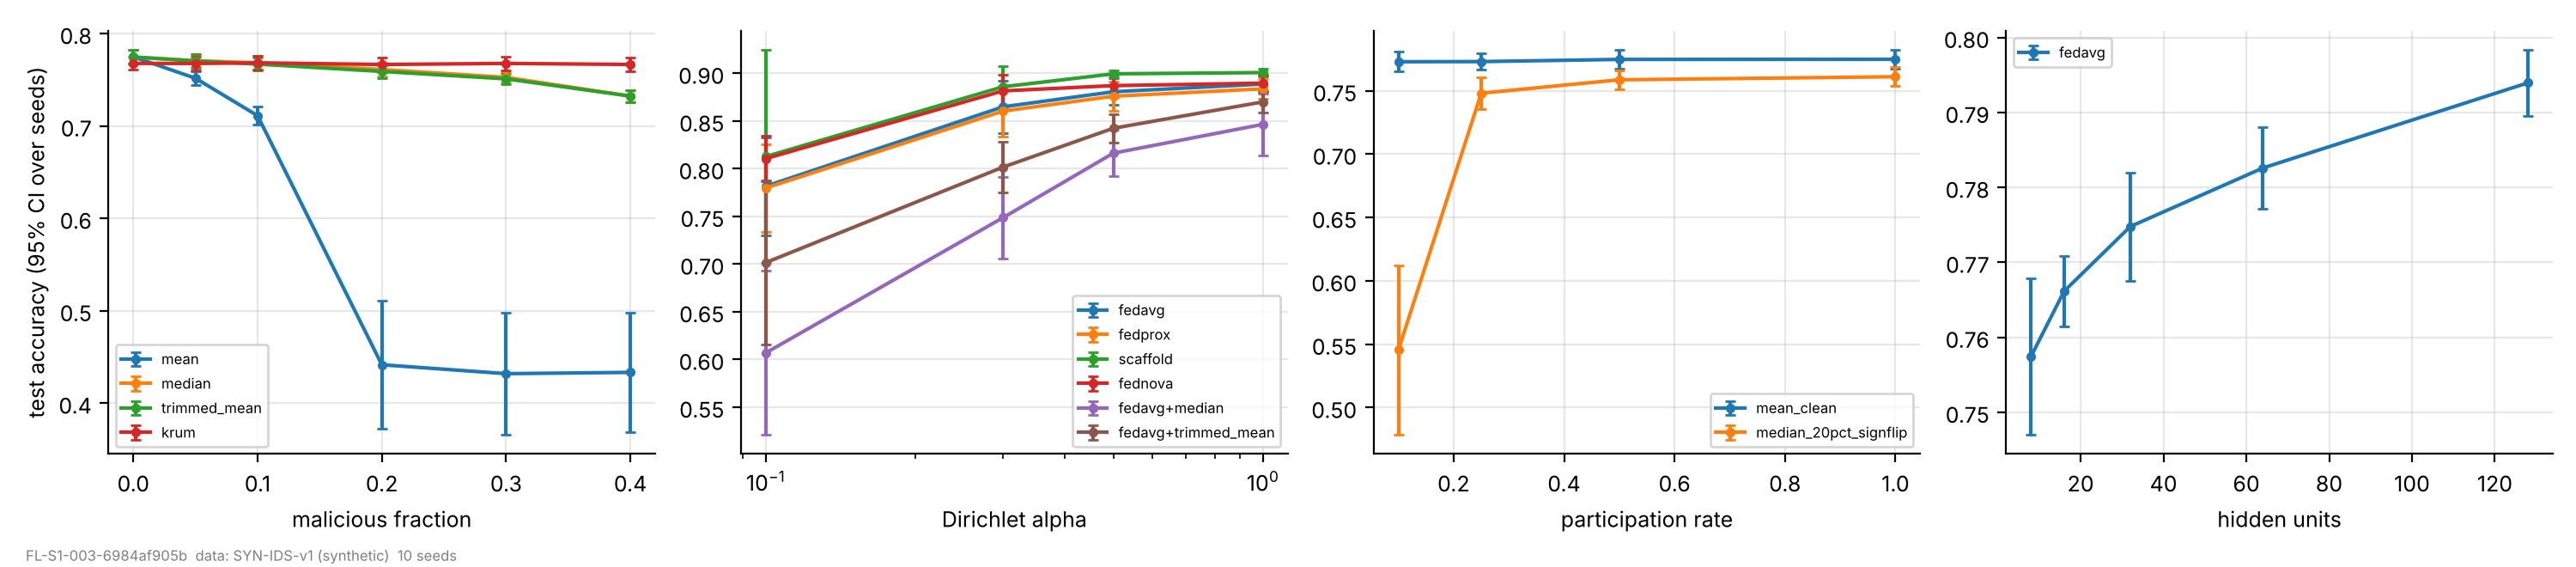 test accuracy (95% CI over seeds)
0.8
0.7
0.6
0.5
0.4
mean
median
trimmed_mean
krum
0.0 0.1 0.2 0.3 0.4
malicious fraction
0.90
0.85
0.80
0.75
0.70
0.65
0.60
0.55
fedavg
fedprox
scaffold
fednova
fedavg+median
fedavg+trimmed_mean
10⁻¹ 10⁰
Dirichlet alpha
0.75
0.70
0.65
0.60
0.55
0.50
mean_clean
median_20pct_signflip
0.2 0.4 0.6 0.8 1.0
participation rate
0.80
0.79
0.78
0.77
0.76
0.75
fedavg
20 40 60 80 100 120
hidden units
FL-S1-003-6984af905b data: SYN-IDS-v1 (synthetic) 10 seeds